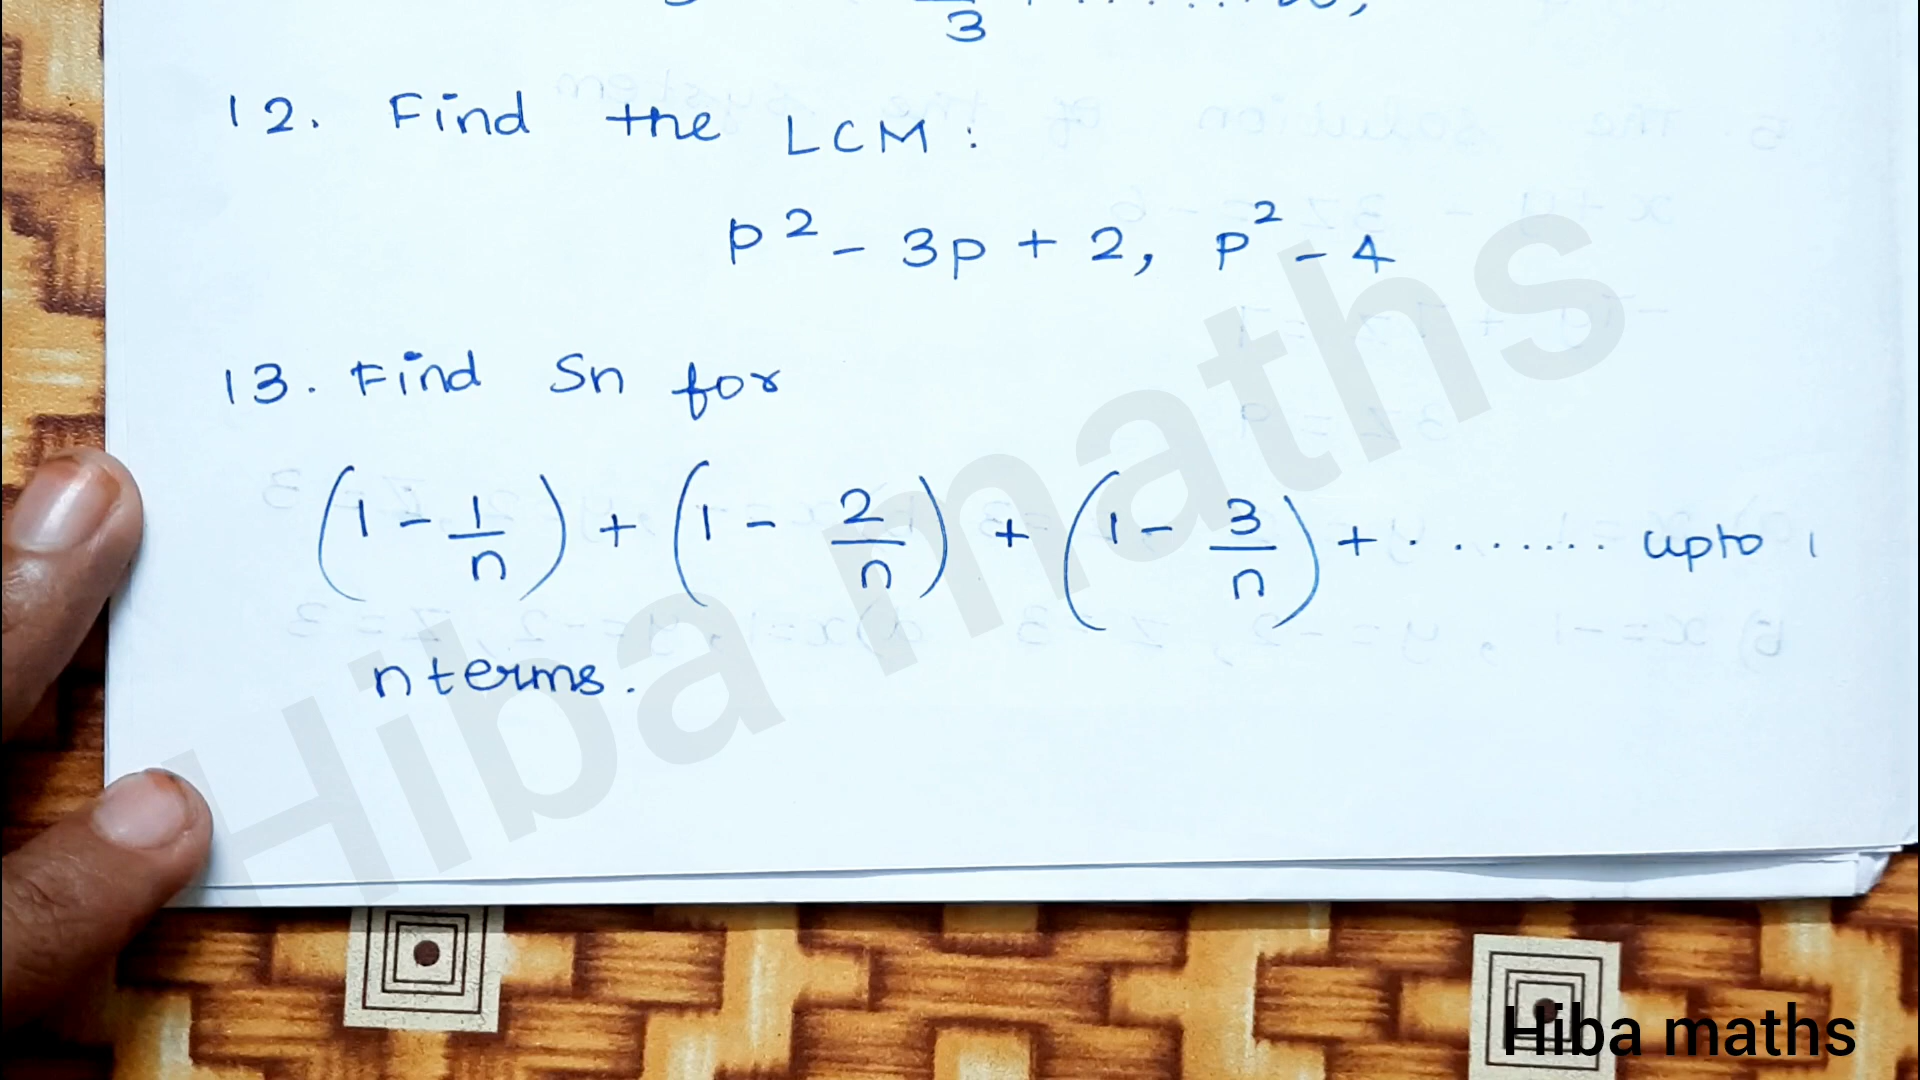 3
12. Find the LCM :
p² - 3p + 2, p² - 4
13. Find Sn for
(1 - 1/n) + (1 - 2/n) + (1 - 3/n) + ........ upto
n terms.
Hiba maths
Hiba maths